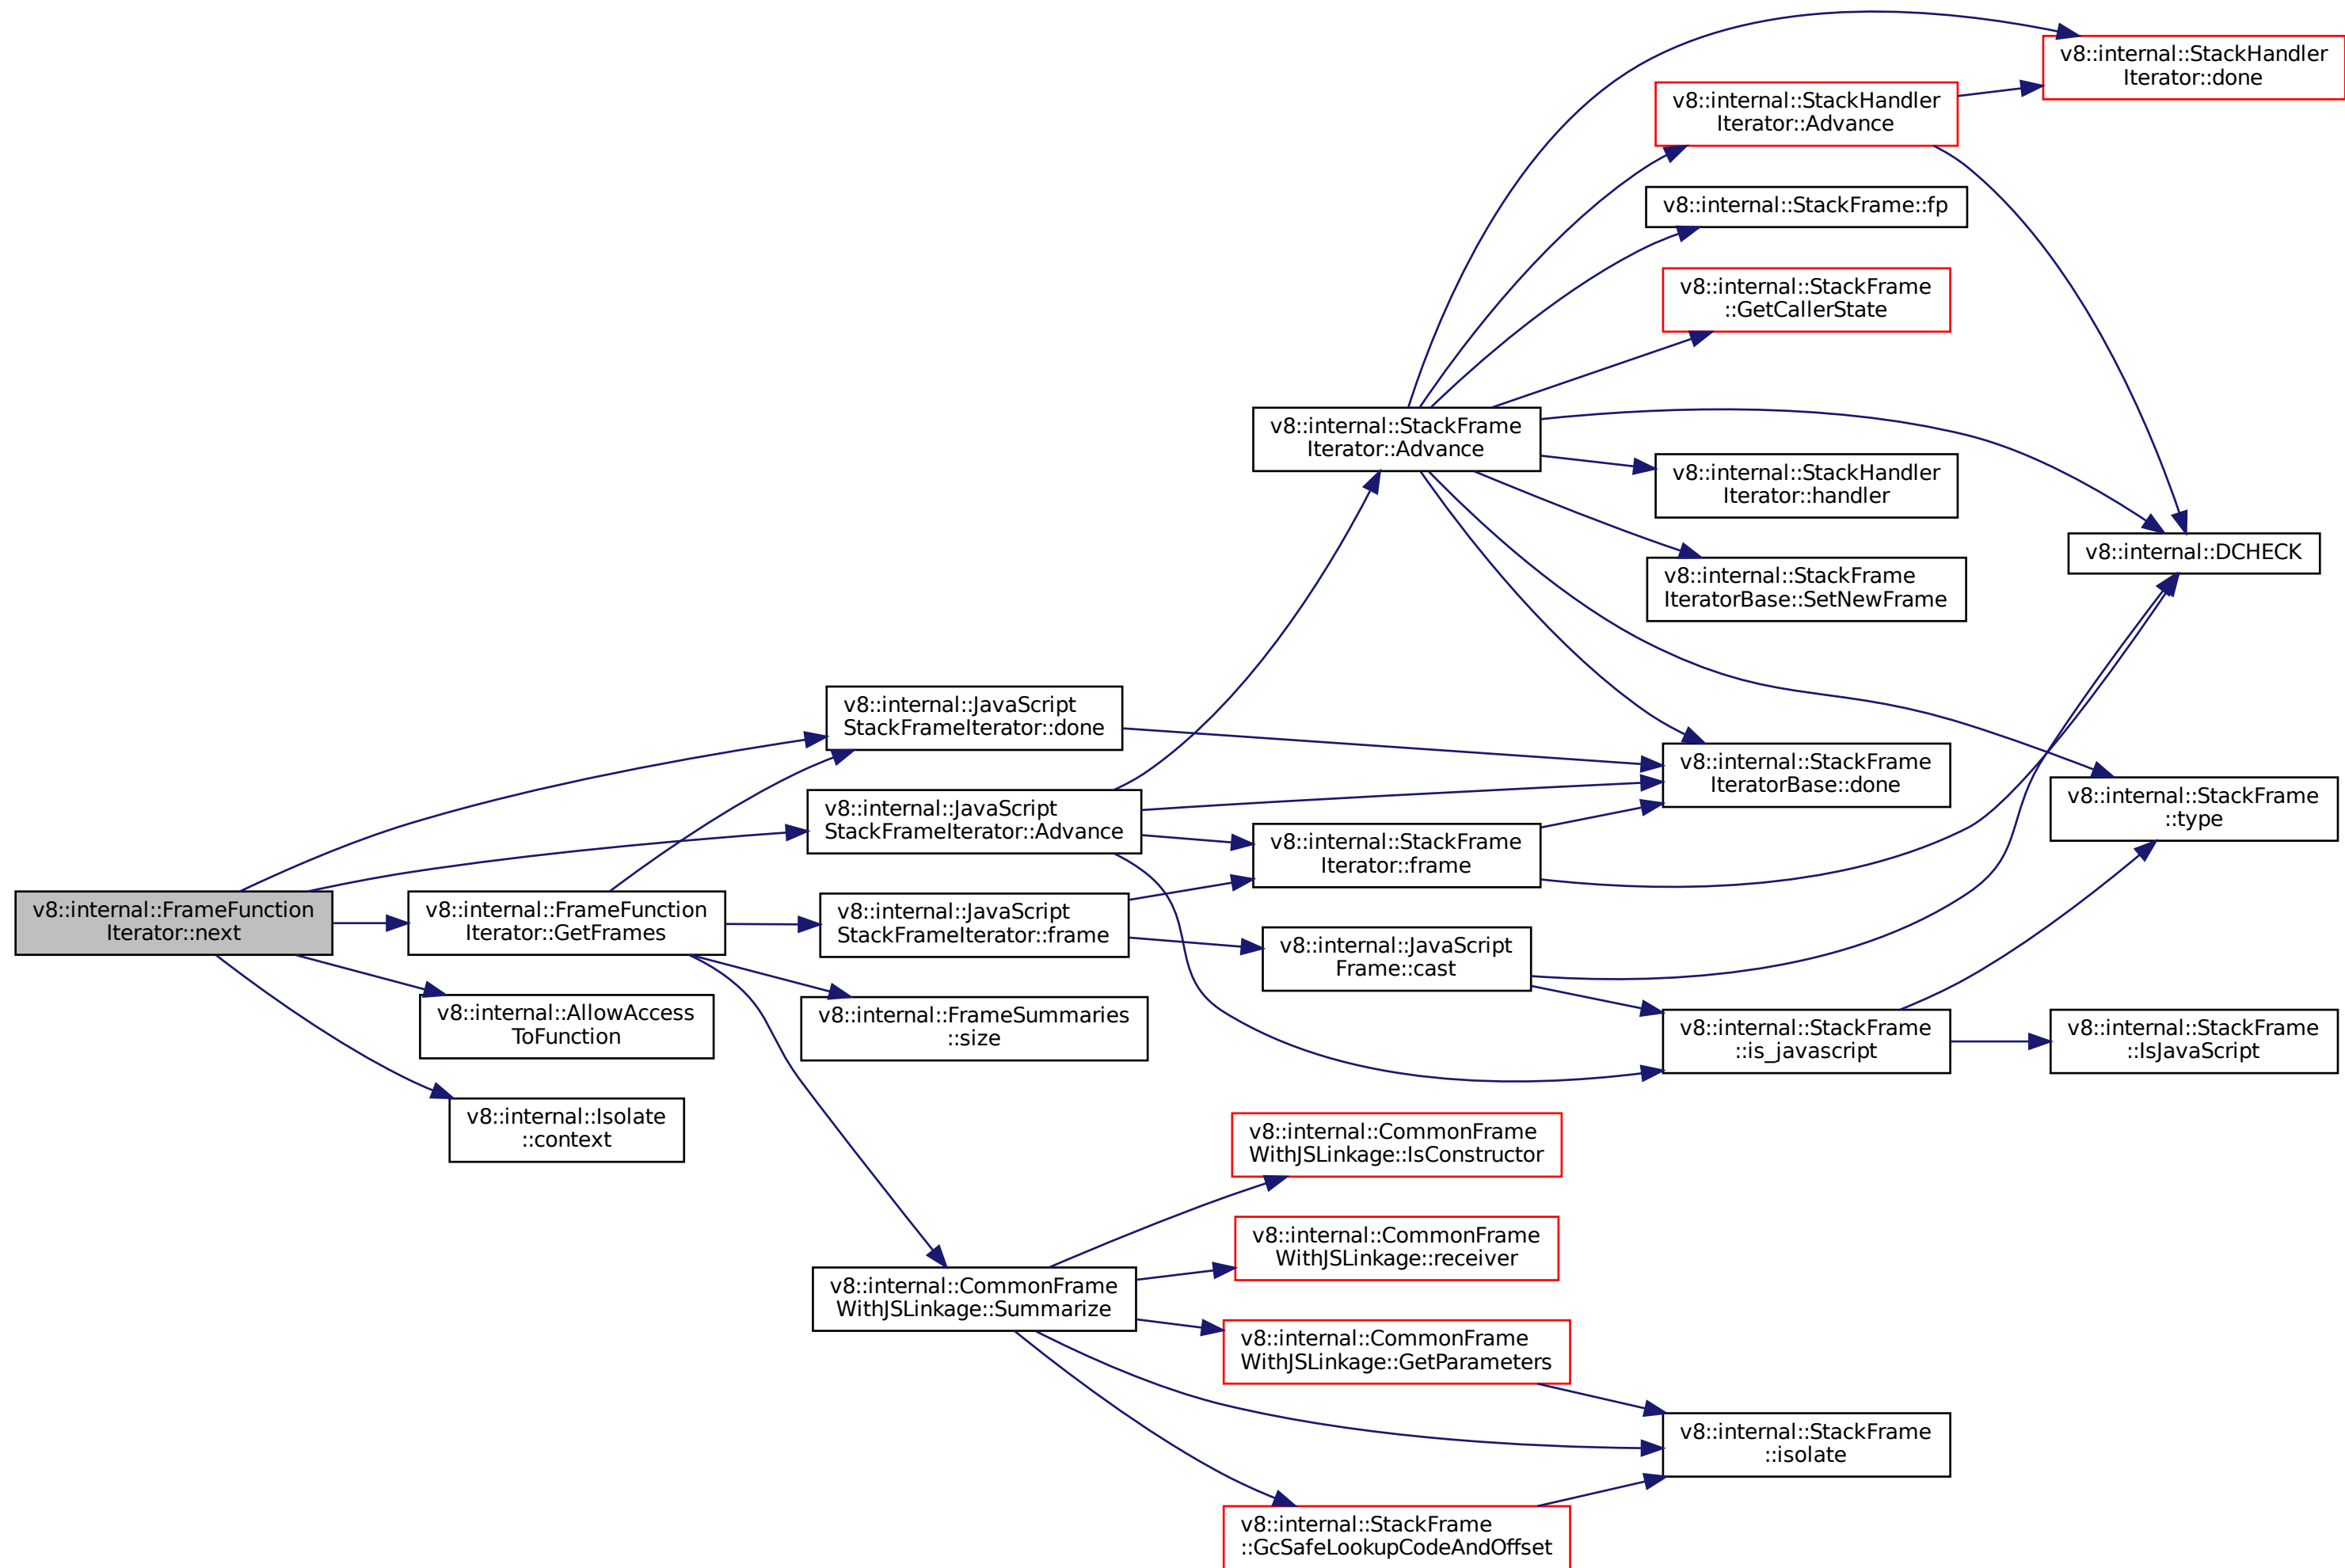 v8::internal::FrameFunction
Iterator::next
v8::internal::JavaScript
StackFrameIterator::done
v8::internal::JavaScript
StackFrameIterator::Advance
v8::internal::FrameFunction
Iterator::GetFrames
v8::internal::AllowAccess
ToFunction
v8::internal::Isolate
::context
v8::internal::JavaScript
StackFrameIterator::frame
v8::internal::FrameSummaries
::size
v8::internal::CommonFrame
WithJSLinkage::Summarize
v8::internal::StackFrame
Iterator::Advance
v8::internal::StackFrame
Iterator::frame
v8::internal::JavaScript
Frame::cast
v8::internal::CommonFrame
WithJSLinkage::IsConstructor
v8::internal::CommonFrame
WithJSLinkage::receiver
v8::internal::CommonFrame
WithJSLinkage::GetParameters
v8::internal::StackFrame
::GcSafeLookupCodeAndOffset
v8::internal::StackHandler
Iterator::Advance
v8::internal::StackFrame::fp
v8::internal::StackFrame
::GetCallerState
v8::internal::StackHandler
Iterator::handler
v8::internal::StackFrame
IteratorBase::SetNewFrame
v8::internal::StackFrame
IteratorBase::done
v8::internal::StackFrame
::is_javascript
v8::internal::StackFrame
::isolate
v8::internal::StackHandler
Iterator::done
v8::internal::DCHECK
v8::internal::StackFrame
::type
v8::internal::StackFrame
::IsJavaScript